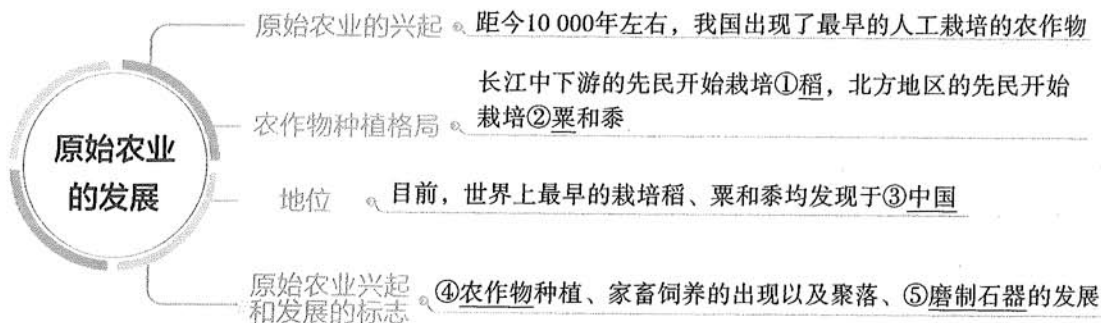 原始农业的兴起 距今10 000年左右，我国出现了最早的人工栽培的农作物
长江中下游的先民开始栽培①稻，北方地区的先民开始
农作物种植格局 栽培②粟和黍
原始农业
的发展
地位 目前，世界上最早的栽培稻、粟和黍均发现于③中国
原始农业兴起
和发展的标志
④农作物种植、家畜饲养的出现以及聚落、⑤磨制石器的发展